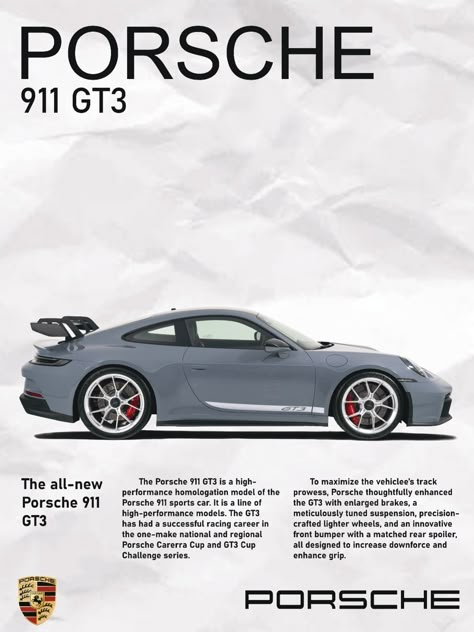 PORSCHE
911 GT3
GT3
The all-new
Porsche 911
GT3
The Porsche 911 GT3 is a high-
performance homologation model of the
Porsche 911 sports car. It is a line of
high-performance models. The GT3
has had a successful racing career in
the one-make national and regional
Porsche Carerra Cup and GT3 Cup
Challenge series.
To maximize the vehiclee's track
prowess, Porsche thoughtfully enhanced
the GT3 with enlarged brakes, a
meticulously tuned suspension, precision-
crafted lighter wheels, and an innovative
front bumper with a matched rear spoiler,
all designed to increase downforce and
enhance grip.
PORSCHE
PORSCHE